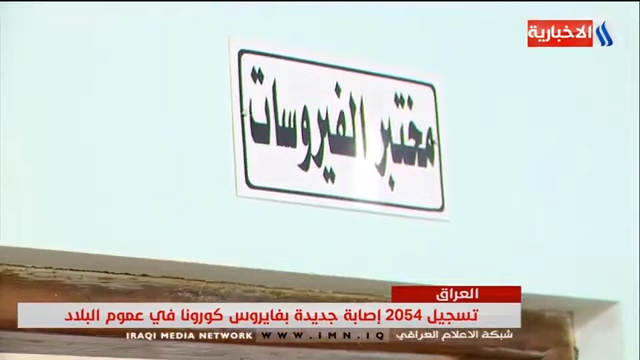 الاخبارية
مختبر الفيروسات
العراق
تسجيل 2054 إصابة جديدة بفايروس كورونا في عموم البلاد
شبكة الاعلام العراقي WWW.IMN.IQ IRAQI MEDIA NETWORK